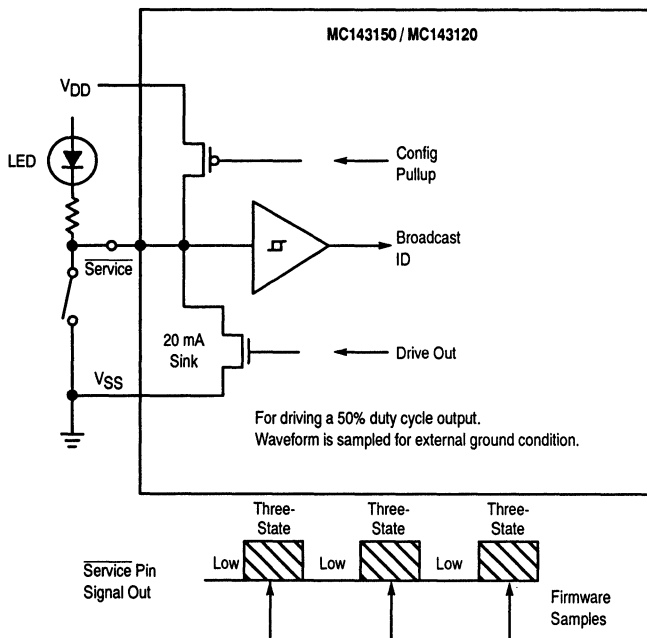 MC143150 / MC143120
VDD
LED
Config
Pullup
Broadcast
ID
Service
20 mA
Sink
Drive Out
VSS
For driving a 50% duty cycle output.
Waveform is sampled for external ground condition.
Three-
State
Three-
State
Three-
State
Low
Low
Low
Service Pin
Signal Out
Firmware
Samples